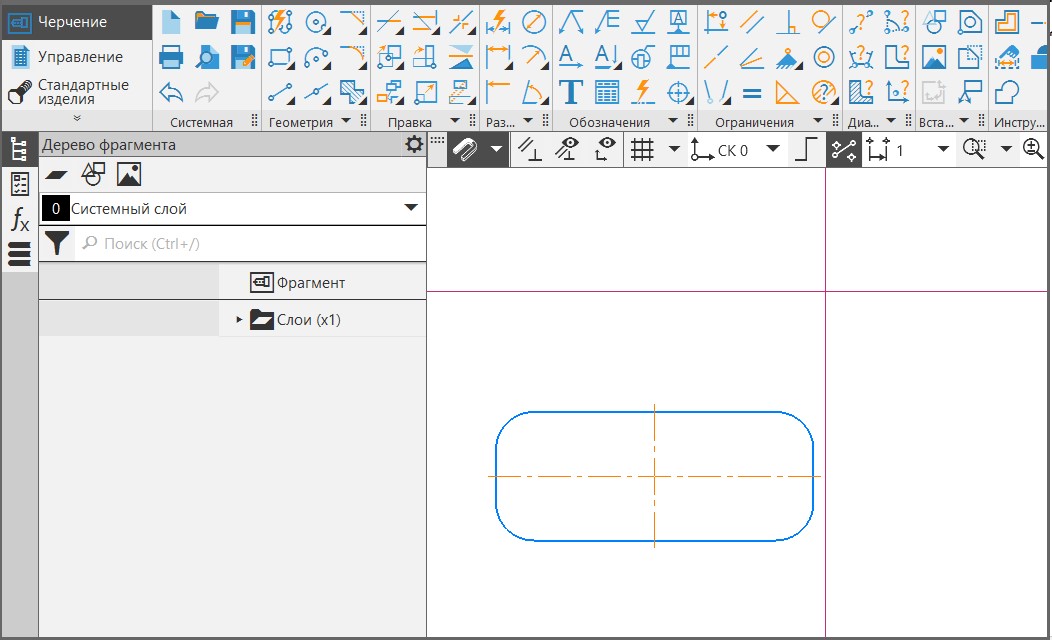 Черчение
Управление
Стандартные
изделия
Системная
Геометрия
Правка
Раз...
Обозначения
Ограничения
Диа...
Вста...
Инстру...
Дерево фрагмента
СК 0
1
0 Системный слой
Поиск (Ctrl+/)
Фрагмент
Слои (x1)